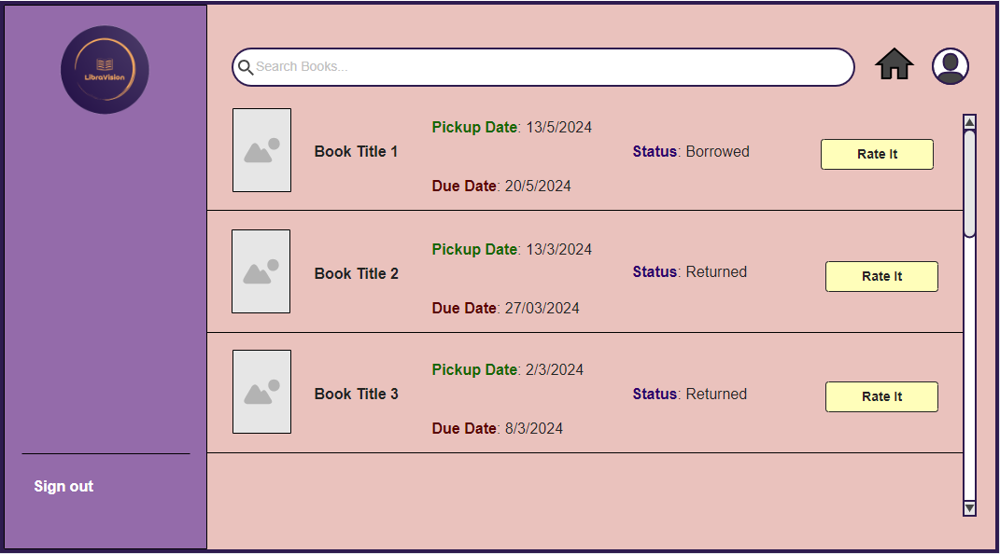 LibraVision
Search Books...
Pickup Date: 13/5/2024
Book Title 1
Status: Borrowed
Rate It
Due Date: 20/5/2024
Pickup Date: 13/3/2024
Book Title 2
Status: Returned
Rate It
Due Date: 27/03/2024
Pickup Date: 2/3/2024
Book Title 3
Status: Returned
Rate It
Due Date: 8/3/2024
Sign out